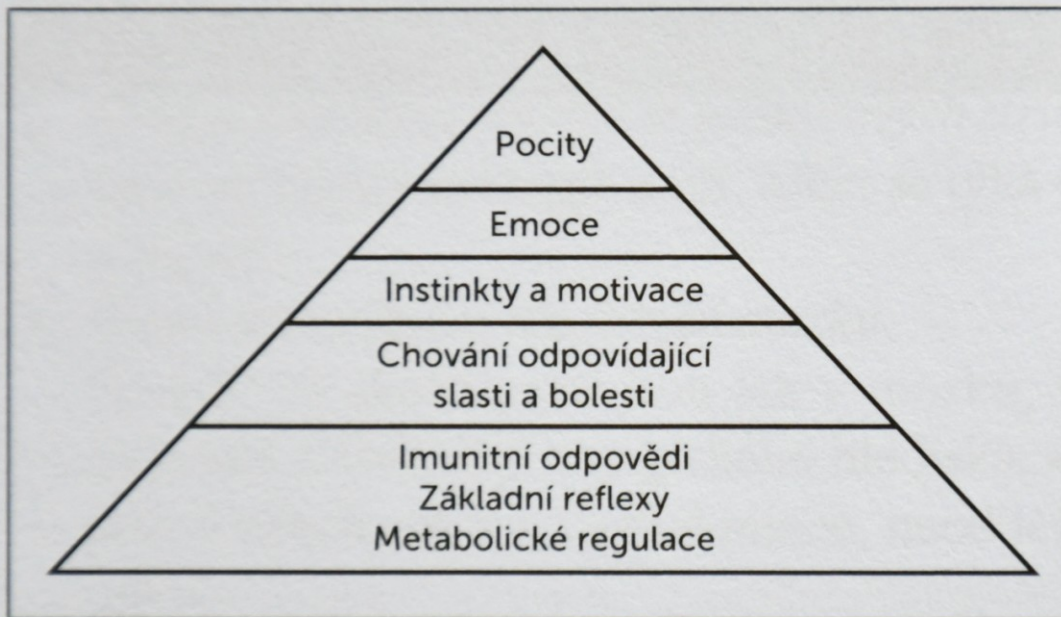 Pocity
Emoce
Instinkty a motivace
Chování odpovídající
slasti a bolesti
Imunitní odpovědi
Základní reflexy
Metabolické regulace